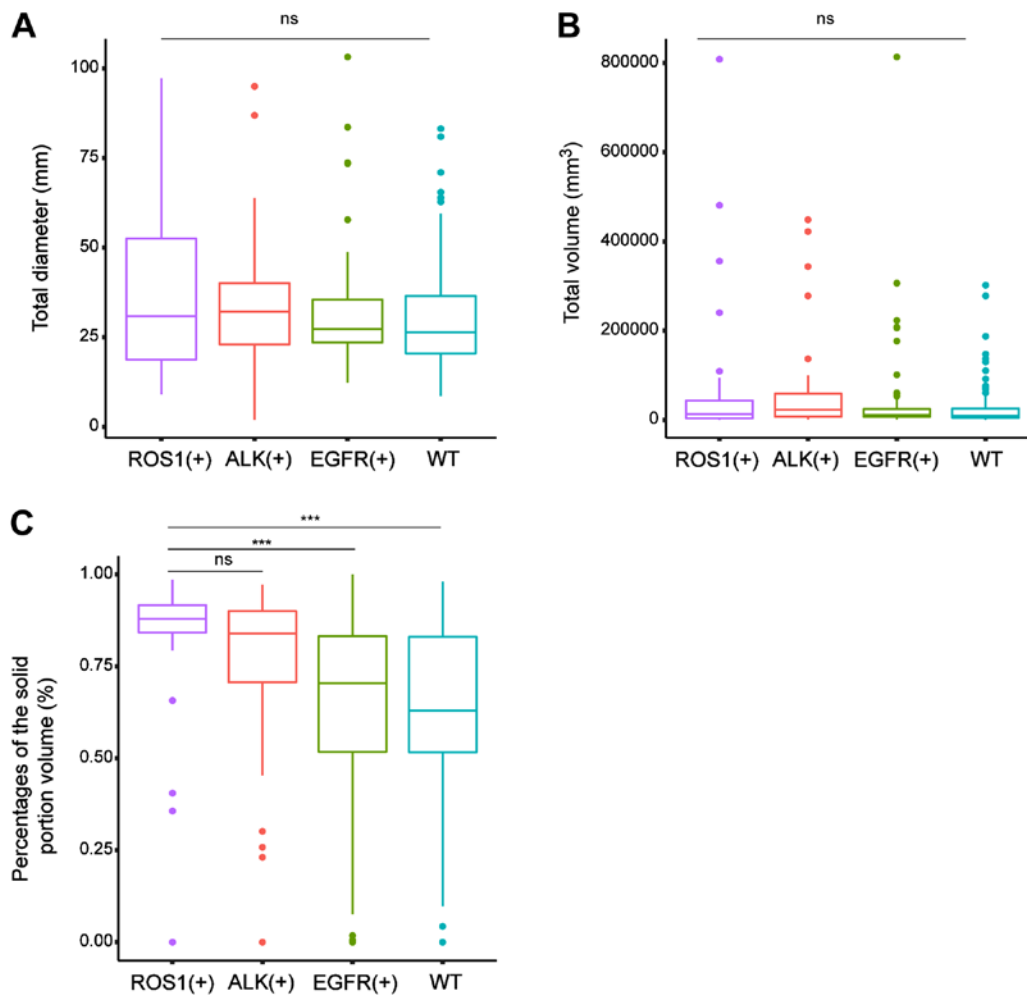 A
ns
Total diameter (mm)
100
75
50
25
0
ROS1(+) ALK(+) EGFR(+) WT
B
ns
Total volume (mm³)
800000
600000
400000
200000
0
ROS1(+) ALK(+) EGFR(+) WT
C
***
***
ns
Percentages of the solid
portion volume (%)
1.00
0.75
0.50
0.25
0.00
ROS1(+) ALK(+) EGFR(+) WT